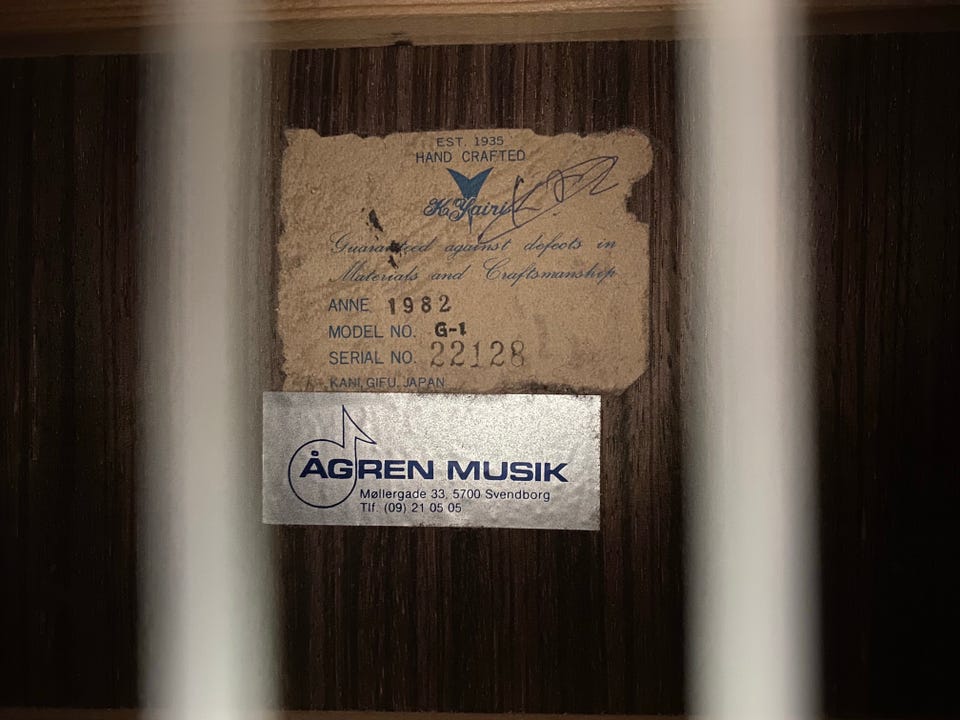 EST. 1935
HAND CRAFTED
K Yairi
Guaranteed against defects in
Materials and Craftsmanship
ANNE 1982
MODEL NO. G-1
SERIAL NO. 22128
KANI, GIFU, JAPAN
ÅGREN MUSIK
Møllergade 33, 5700 Svendborg
Tlf. (09) 21 05 05